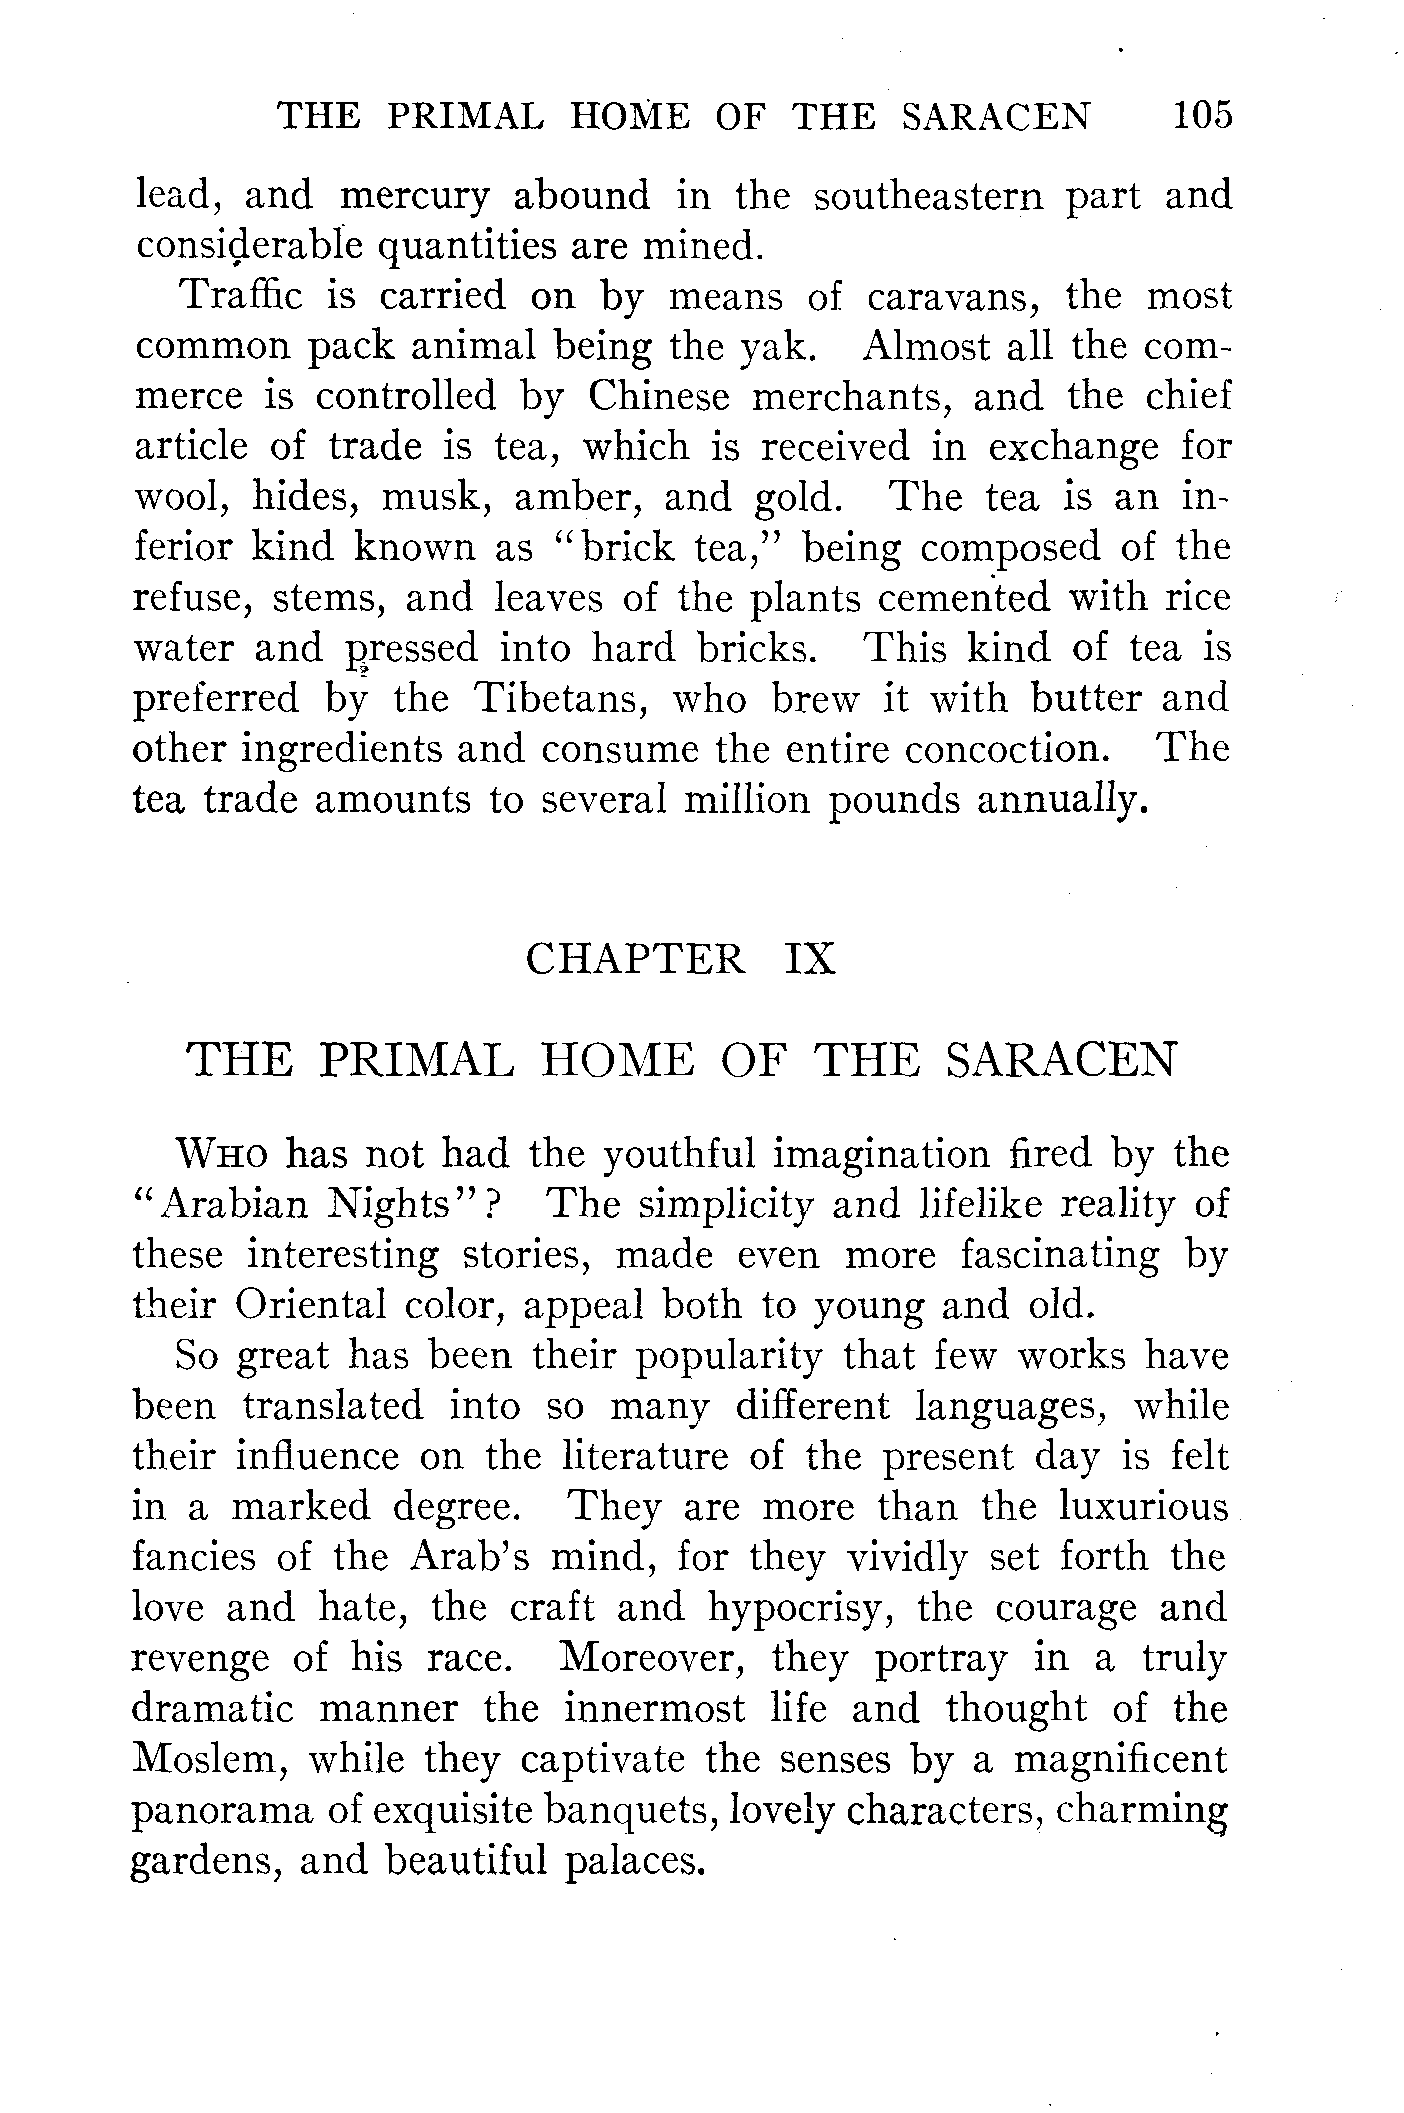 THE PRIMAL HOME OF THE SARACEN 105
lead, and mercury abound in the southeastern part and
considerable quantities are mined.
Traffic is carried on by means of caravans, the most
common pack animal being the yak. Almost all the com-
merce is controlled by Chinese merchants, and the chief
article of trade is tea, which is received in exchange for
wool, hides, musk, amber, and gold. The tea is an in-
ferior kind known as “brick tea,” being composed of the
refuse, stems, and leaves of the plants cemented with rice
water and pressed into hard bricks. This kind of tea is
preferred by the Tibetans, who brew it with butter and
other ingredients and consume the entire concoction. The
tea trade amounts to several million pounds annually.
CHAPTER IX
THE PRIMAL HOME OF THE SARACEN
WHO has not had the youthful imagination fired by the
“Arabian Nights”? The simplicity and lifelike reality of
these interesting stories, made even more fascinating by
their Oriental color, appeal both to young and old.
So great has been their popularity that few works have
been translated into so many different languages, while
their influence on the literature of the present day is felt
in a marked degree. They are more than the luxurious
fancies of the Arab’s mind, for they vividly set forth the
love and hate, the craft and hypocrisy, the courage and
revenge of his race. Moreover, they portray in a truly
dramatic manner the innermost life and thought of the
Moslem, while they captivate the senses by a magnificent
panorama of exquisite banquets, lovely characters, charming
gardens, and beautiful palaces.